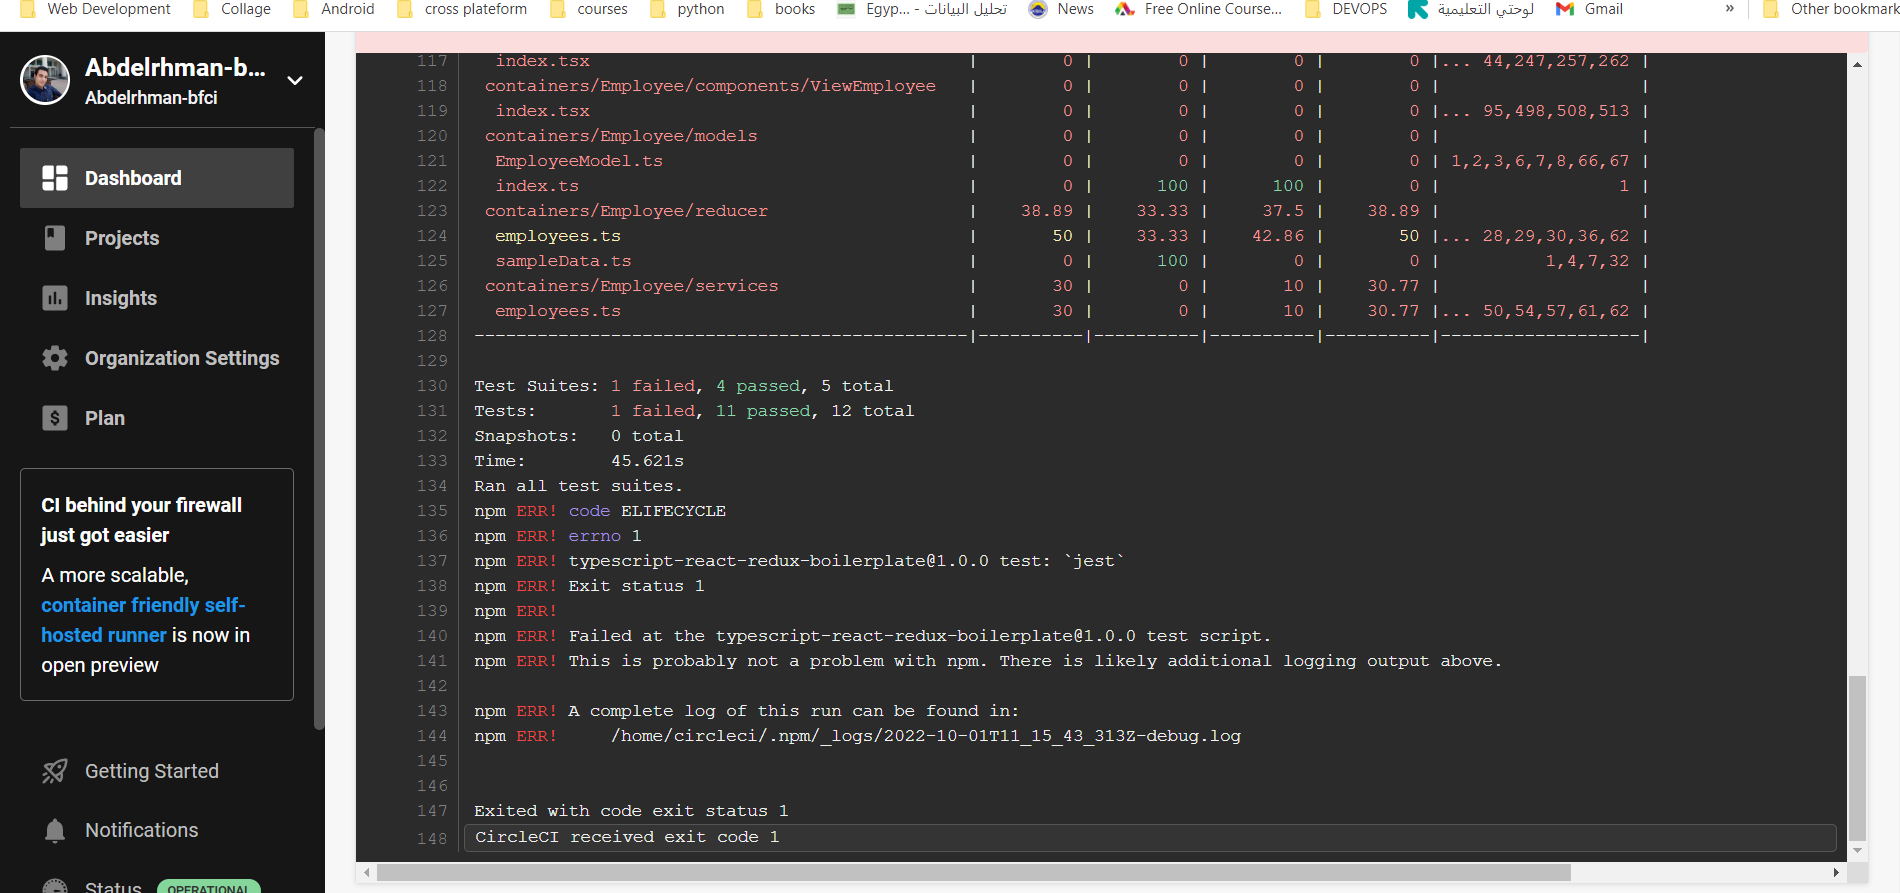 Web Development Collage Android cross plateform courses python books Egyp... - تحليل البيانات News Free Online Course... DEVOPS لوحتي التعليمية Gmail » Other bookmark
Abdelrhman-b...
Abdelrhman-bfci
Dashboard
Projects
Insights
Organization Settings
Plan
CI behind your firewall
just got easier
A more scalable,
container friendly self-
hosted runner is now in
open preview
Getting Started
Notifications
Status OPERATIONAL
117 index.tsx | 0 | 0 | 0 | 0 |... 44,247,257,262 |
118 containers/Employee/components/ViewEmployee | 0 | 0 | 0 | 0 | |
119 index.tsx | 0 | 0 | 0 | 0 |... 95,498,508,513 |
120 containers/Employee/models | 0 | 0 | 0 | 0 | |
121 EmployeeModel.ts | 0 | 0 | 0 | 0 | 1,2,3,6,7,8,66,67 |
122 index.ts | 0 | 100 | 100 | 0 | 1 |
123 containers/Employee/reducer | 38.89 | 33.33 | 37.5 | 38.89 | |
124 employees.ts | 50 | 33.33 | 42.86 | 50 |... 28,29,30,36,62 |
125 sampleData.ts | 0 | 100 | 0 | 0 | 1,4,7,32 |
126 containers/Employee/services | 30 | 0 | 10 | 30.77 | |
127 employees.ts | 30 | 0 | 10 | 30.77 |... 50,54,57,61,62 |
128 -----------------------------------------------|----------|----------|----------|----------|-------------------|
129
130 Test Suites: 1 failed, 4 passed, 5 total
131 Tests: 1 failed, 11 passed, 12 total
132 Snapshots: 0 total
133 Time: 45.621s
134 Ran all test suites.
135 npm ERR! code ELIFECYCLE
136 npm ERR! errno 1
137 npm ERR! typescript-react-redux-boilerplate@1.0.0 test: `jest`
138 npm ERR! Exit status 1
139 npm ERR!
140 npm ERR! Failed at the typescript-react-redux-boilerplate@1.0.0 test script.
141 npm ERR! This is probably not a problem with npm. There is likely additional logging output above.
142
143 npm ERR! A complete log of this run can be found in:
144 npm ERR! /home/circleci/.npm/_logs/2022-10-01T11_15_43_313Z-debug.log
145
146
147 Exited with code exit status 1
148 CircleCI received exit code 1